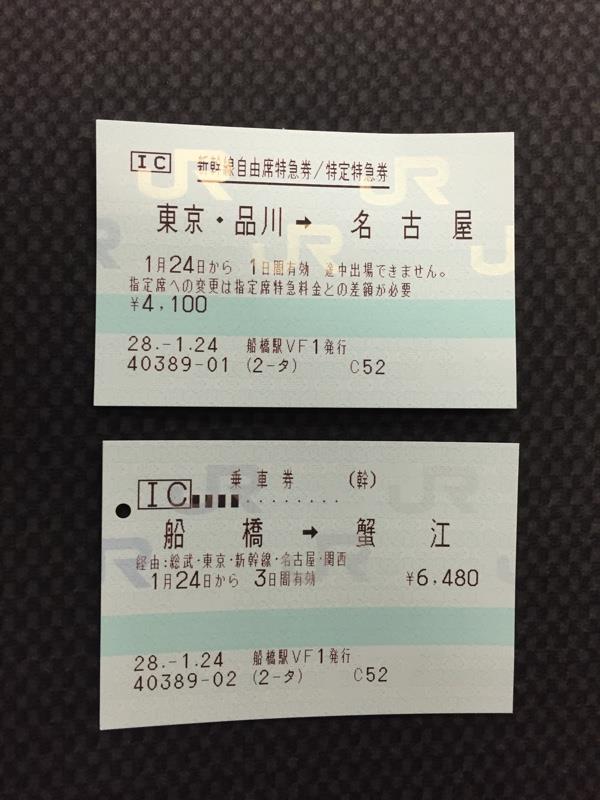 IC 新幹線自由席特急券/特定特急券
東京・品川 → 名古屋
1月24日から 1日間有効 途中出場できません。
指定席への変更は指定席特急料金との差額が必要
¥4,100
28.-1.24 船橋駅VF1発行
40389-01 (2-タ) C52
乗車券 (幹)
IC
船橋 → 蟹江
経由:総武・東京・新幹線・名古屋・関西
1月24日から 3日間有効 ¥6,480
28.-1.24 船橋駅VF1発行
40389-02 (2-タ) C52